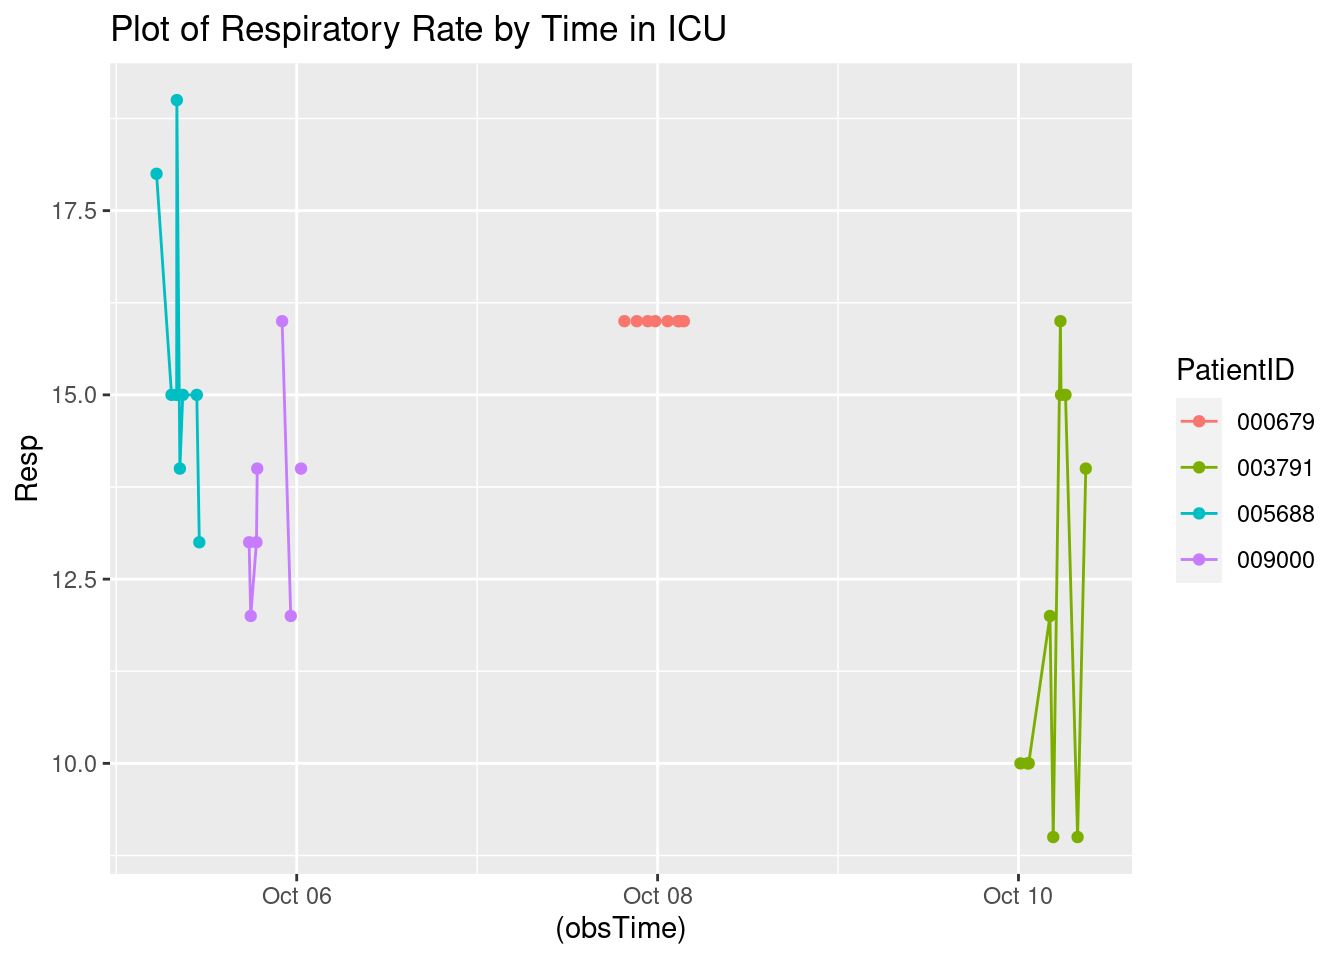 Plot of Respiratory Rate by Time in ICU
17.5
15.0
12.5
10.0
Resp
Oct 06
Oct 08
Oct 10
(obsTime)
PatientID
000679
003791
005688
009000